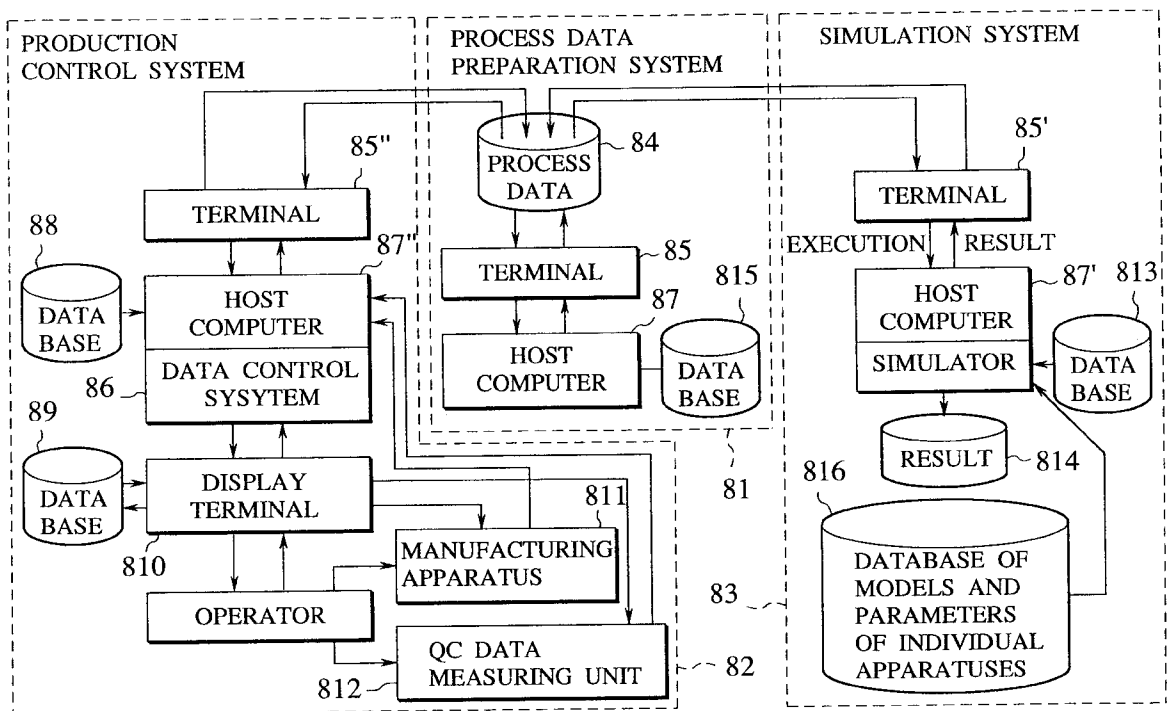 PRODUCTION
CONTROL SYSTEM
85"
TERMINAL
88
DATA
BASE
87"
HOST
COMPUTER
86
DATA CONTROL
SYSYTEM
89
DATA
BASE
DISPLAY
TERMINAL
810
OPERATOR
811
MANUFACTURING
APPARATUS
812
QC DATA
MEASURING UNIT
82
PROCESS DATA
PREPARATION SYSTEM
84
PROCESS
DATA
85
TERMINAL
87
HOST
COMPUTER
815
DATA
BASE
81
SIMULATION SYSTEM
85'
TERMINAL
EXECUTION
RESULT
87'
HOST
COMPUTER
SIMULATOR
813
DATA
BASE
RESULT
814
816
DATABASE OF
MODELS AND
PARAMETERS
OF INDIVIDUAL
APPARATUSES
83